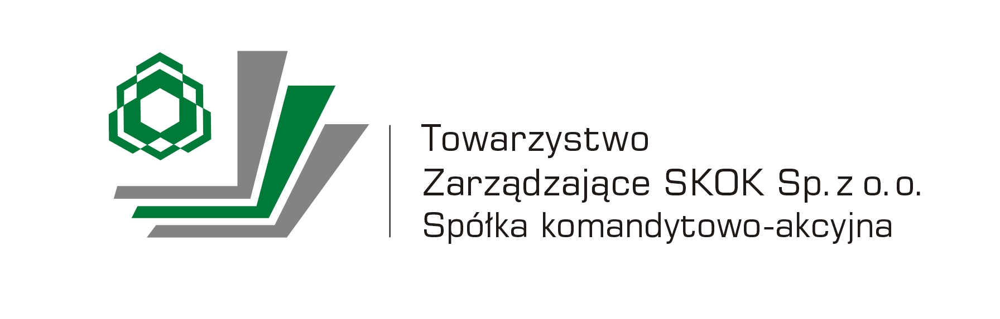 Towarzystwo
Zarządzające SKOK Sp. z o. o.
Spółka komandytowo-akcyjna